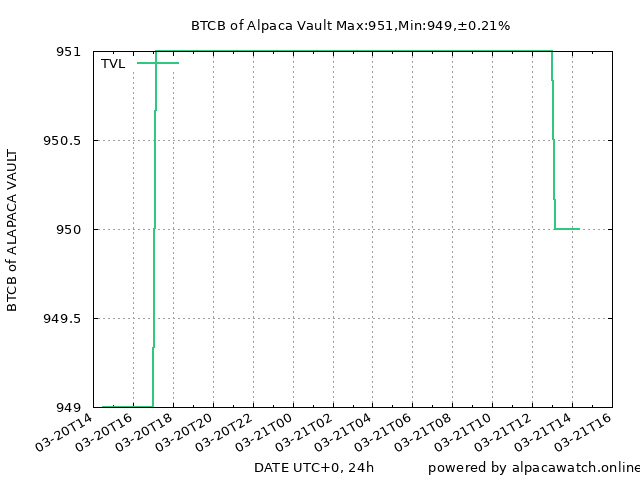 BTCB of Alpaca Vault Max:951,Min:949,±0.21%
TVL
951
950.5
950
949.5
949
BTCB of ALAPACA VAULT
03-20T14
03-20T16
03-20T18
03-20T20
03-20T22
03-21T00
03-21T02
03-21T04
03-21T06
03-21T08
03-21T10
03-21T12
03-21T14
03-21T16
DATE UTC+0, 24h
powered by alpacawatch.online